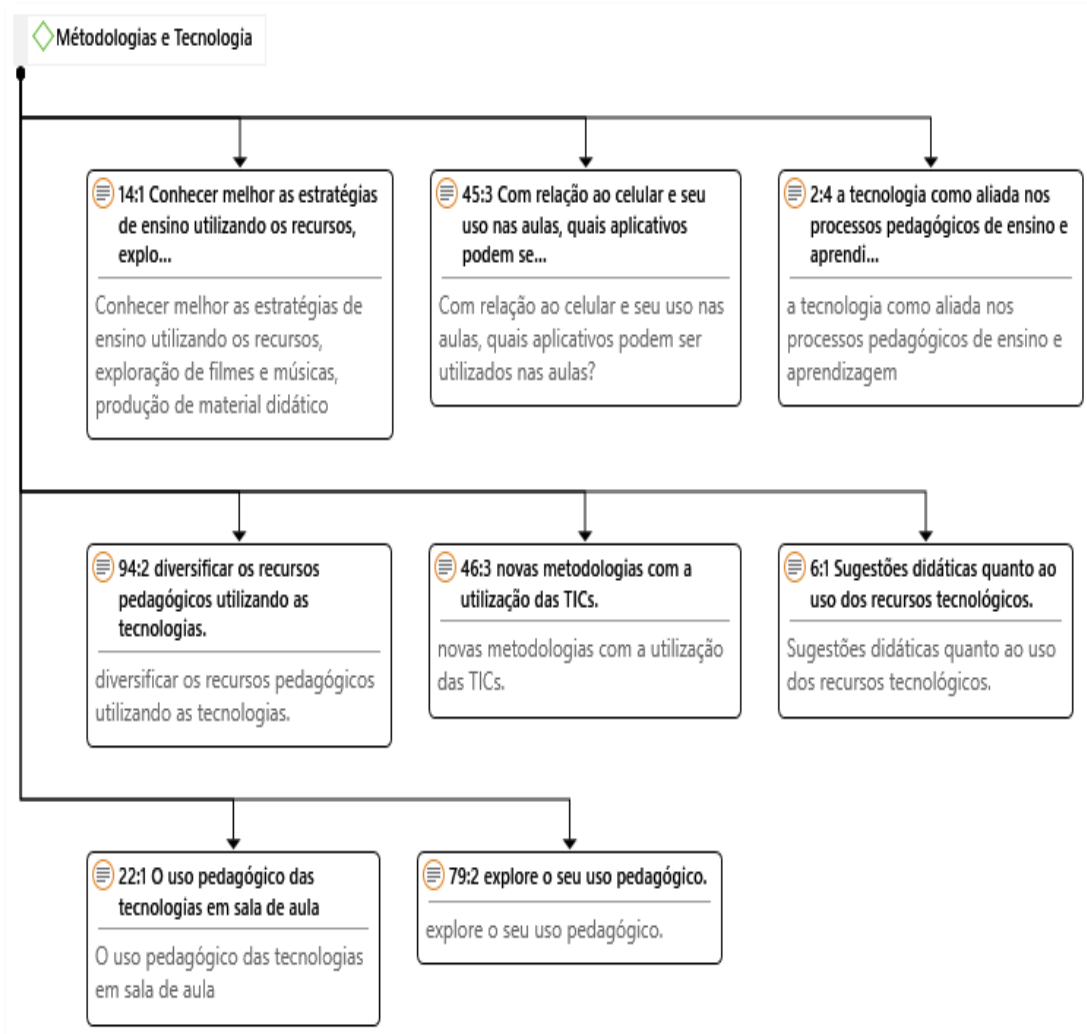 Métodologias e Tecnologia
14:1 Conhecer melhor as estratégias
de ensino utilizando os recursos,
explo...
Conhecer melhor as estratégias de
ensino utilizando os recursos,
exploração de filmes e músicas,
produção de material didático
45:3 Com relação ao celular e seu
uso nas aulas, quais aplicativos
podem se...
Com relação ao celular e seu uso nas
aulas, quais aplicativos podem ser
utilizados nas aulas?
2:4 a tecnologia como aliada nos
processos pedagógicos de ensino e
aprendi...
a tecnologia como aliada nos
processos pedagógicos de ensino e
aprendizagem
94:2 diversificar os recursos
pedagógicos utilizando as
tecnologias.
diversificar os recursos pedagógicos
utilizando as tecnologias.
46:3 novas metodologias com a
utilização das TICs.
novas metodologias com a utilização
das TICs.
6:1 Sugestões didáticas quanto ao
uso dos recursos tecnológicos.
Sugestões didáticas quanto ao uso
dos recursos tecnológicos.
22:1 O uso pedagógico das
tecnologias em sala de aula
O uso pedagógico das tecnologias
em sala de aula
79:2 explore o seu uso pedagógico.
explore o seu uso pedagógico.